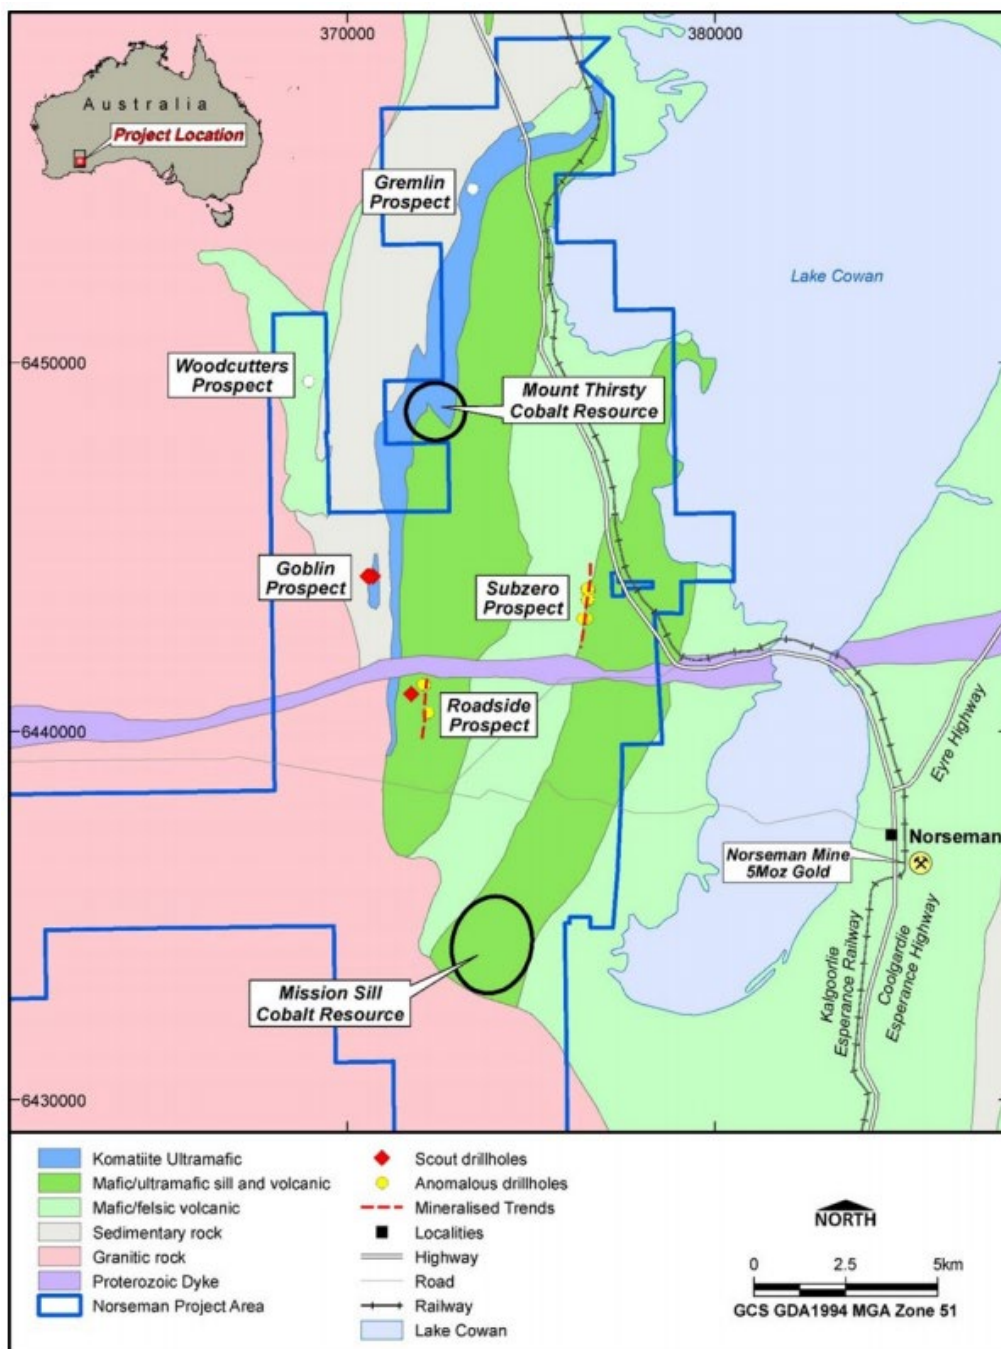 370000
380000
Australia
Project Location
Gremlin
Prospect
Lake Cowan
6450000
Woodcutters
Prospect
Mount Thirsty
Cobalt Resource
Goblin
Prospect
Subzero
Prospect
Roadside
Prospect
6440000
Eyre Highway
Norseman
Norseman Mine
5Moz Gold
Mission Sill
Cobalt Resource
Kalgoorlie
Esperance Railway
Coolgardie
Esperance Highway
6430000
Komatiite Ultramafic
Mafic/ultramafic sill and volcanic
Mafic/felsic volcanic
Sedimentary rock
Granitic rock
Proterozoic Dyke
Norseman Project Area
Scout drillholes
Anomalous drillholes
Mineralised Trends
Localities
Highway
Road
Railway
Lake Cowan
NORTH
0 2.5 5km
GCS GDA1994 MGA Zone 51